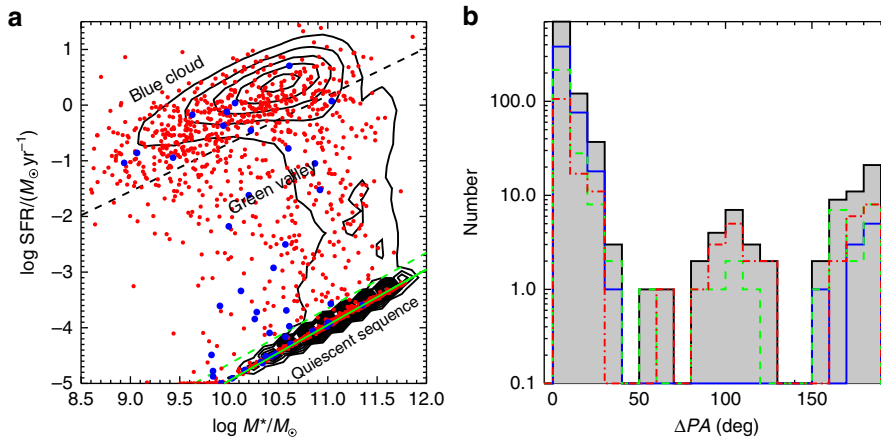 a
b
Blue cloud
Green valley
Quiescent sequence
log SFR/(M⊙ yr⁻¹)
1
0
−1
−2
−3
−4
−5
8.5 9.0 9.5 10.0 10.5 11.0 11.5 12.0
log M*/M⊙
Number
100.0
10.0
1.0
0.1
0 50 100 150
ΔPA (deg)